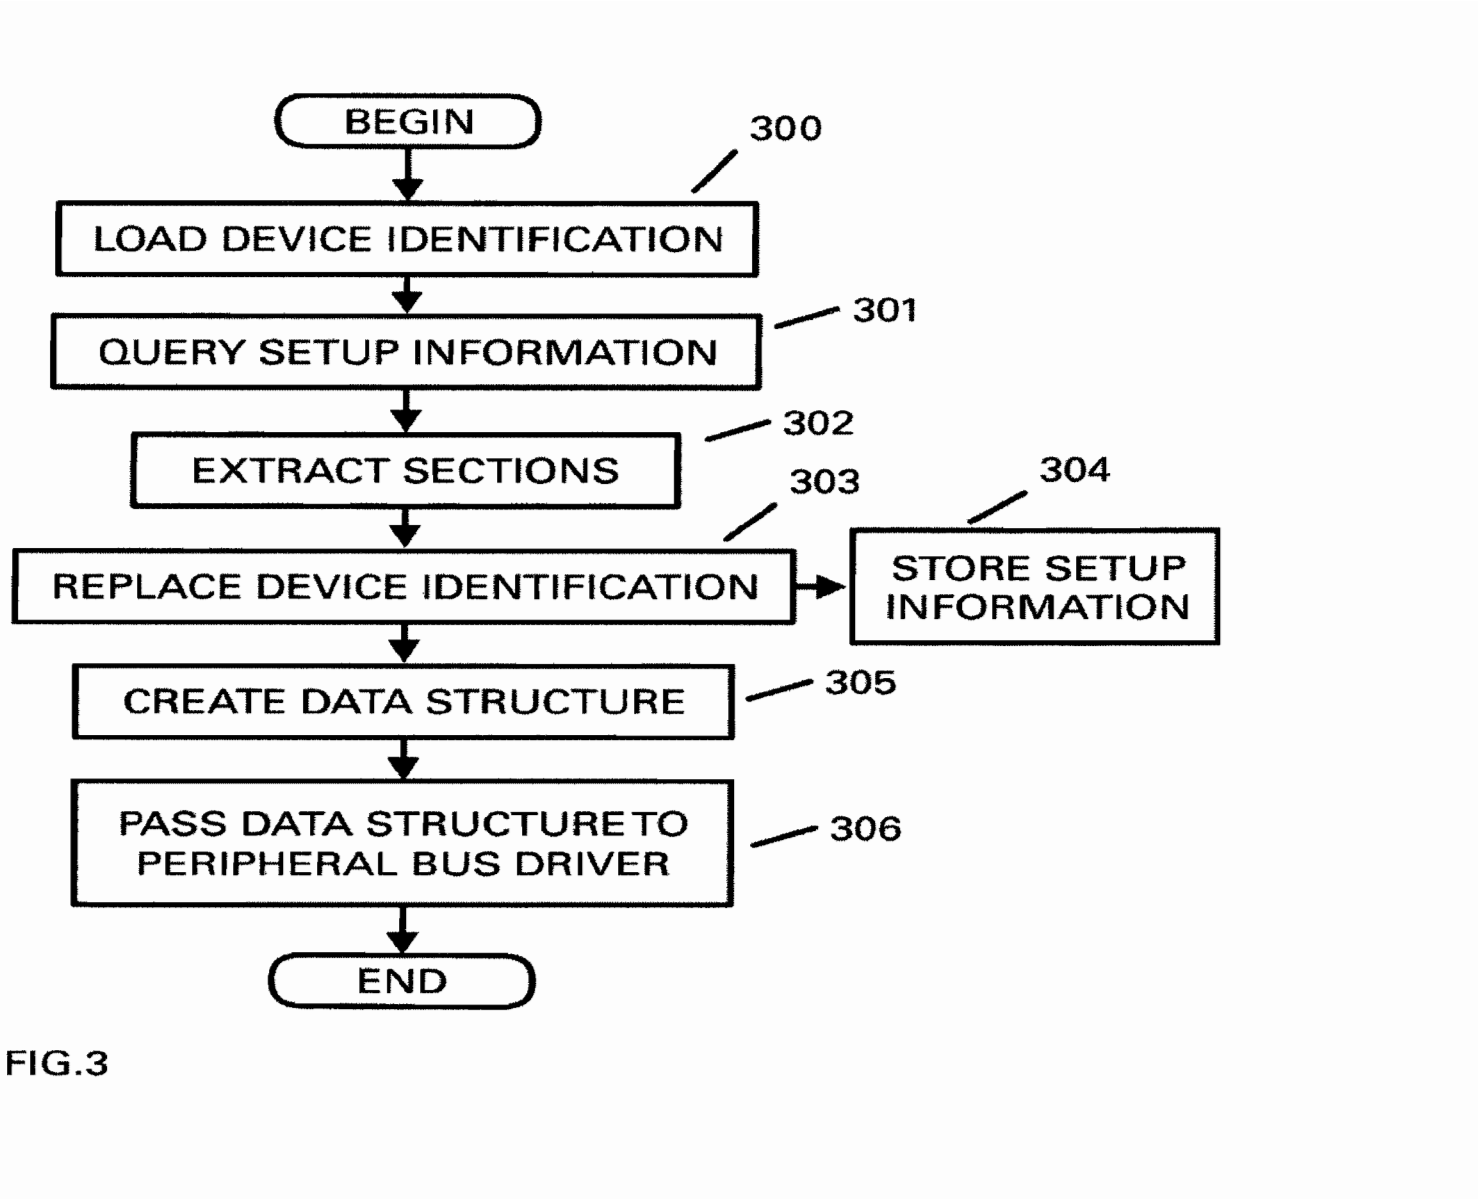 BEGIN
300
LOAD DEVICE IDENTIFICATION
301
QUERY SETUP INFORMATION
302
EXTRACT SECTIONS
303
304
REPLACE DEVICE IDENTIFICATION
STORE SETUP
INFORMATION
305
CREATE DATA STRUCTURE
306
PASS DATA STRUCTURE TO
PERIPHERAL BUS DRIVER
END
FIG.3